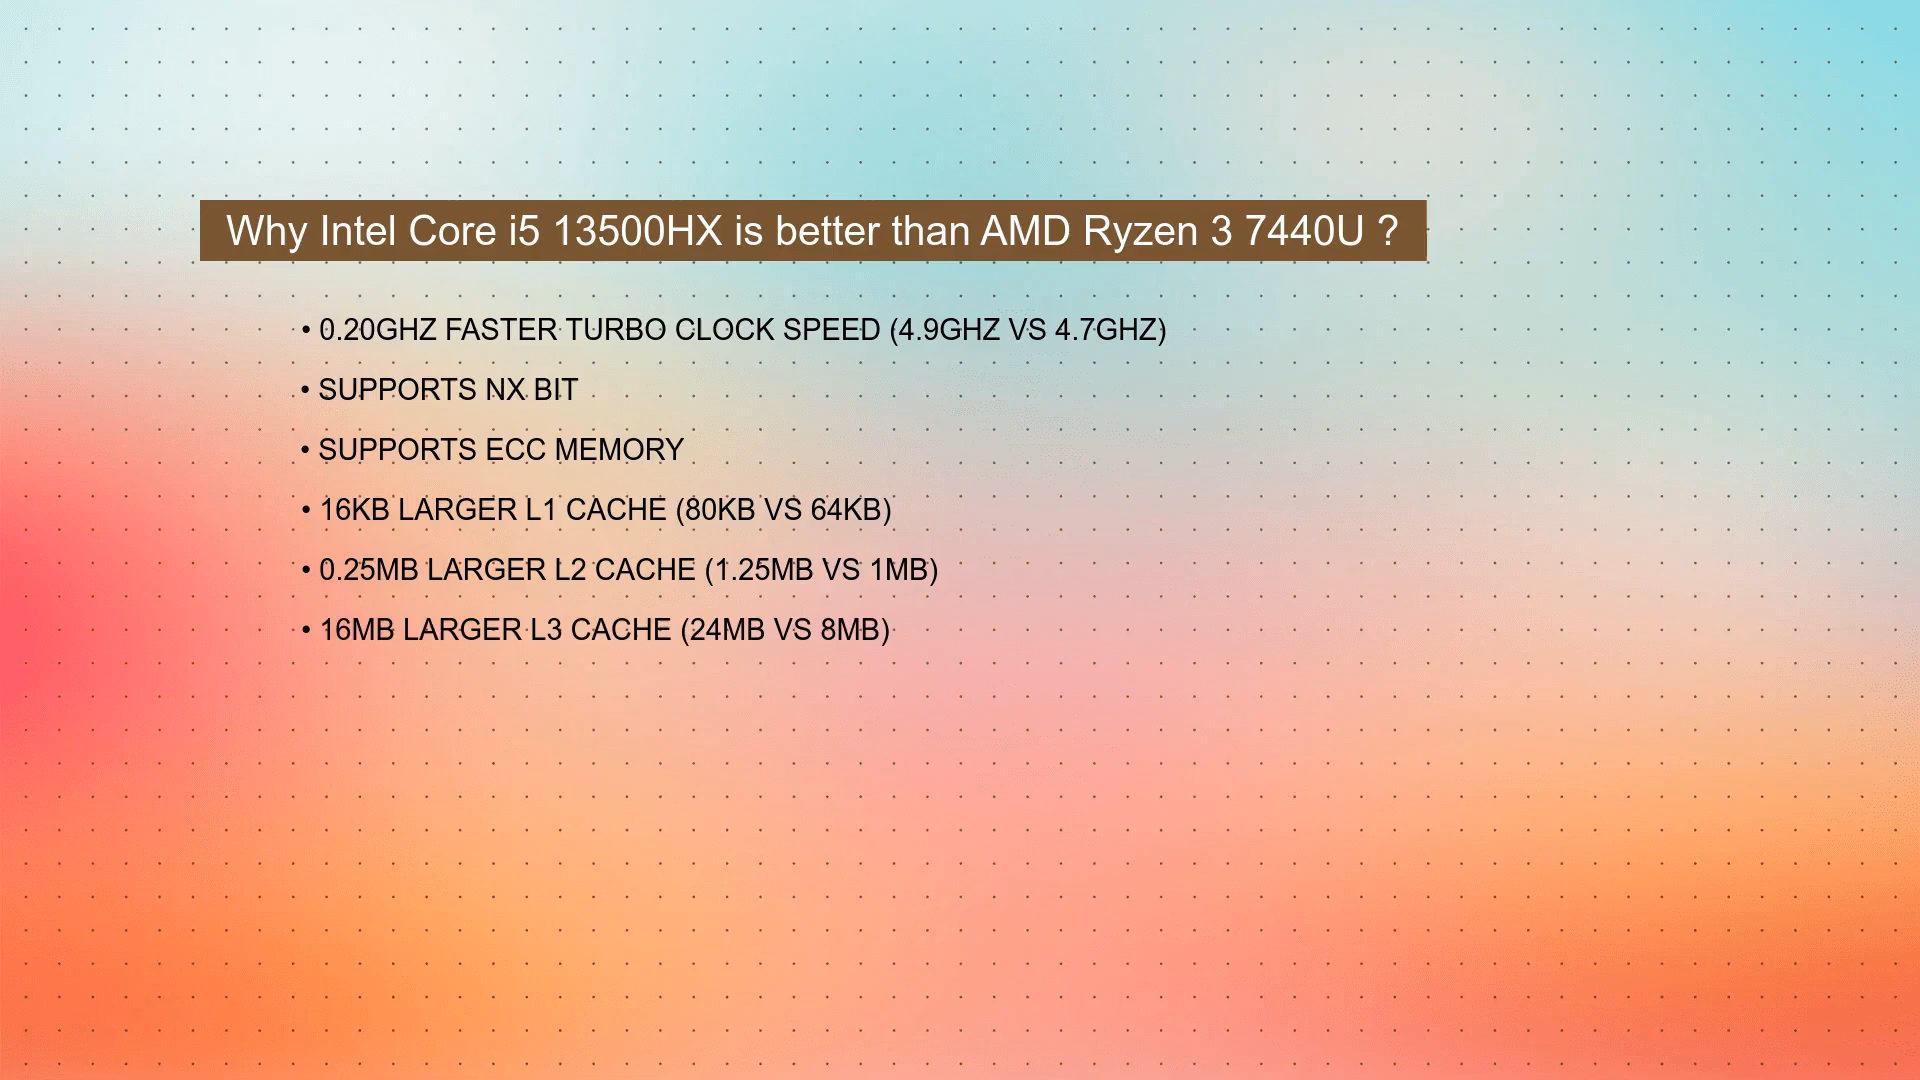 Why Intel Core i5 13500HX is better than AMD Ryzen 3 7440U ?
• 0.20GHZ FASTER TURBO CLOCK SPEED (4.9GHZ VS 4.7GHZ)
• SUPPORTS NX BIT
• SUPPORTS ECC MEMORY
• 16KB LARGER L1 CACHE (80KB VS 64KB)
• 0.25MB LARGER L2 CACHE (1.25MB VS 1MB)
• 16MB LARGER L3 CACHE (24MB VS 8MB)